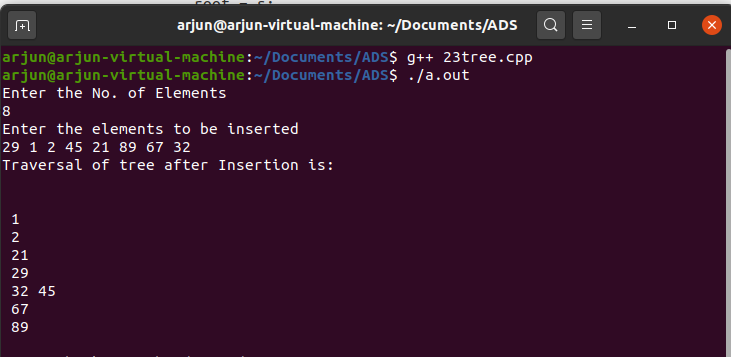 arjun@arjun-virtual-machine: ~/Documents/ADS
arjun@arjun-virtual-machine:~/Documents/ADS$ g++ 23tree.cpp
arjun@arjun-virtual-machine:~/Documents/ADS$ ./a.out
Enter the No. of Elements
8
Enter the elements to be inserted
29 1 2 45 21 89 67 32
Traversal of tree after Insertion is:
1
2
21
29
32 45
67
89